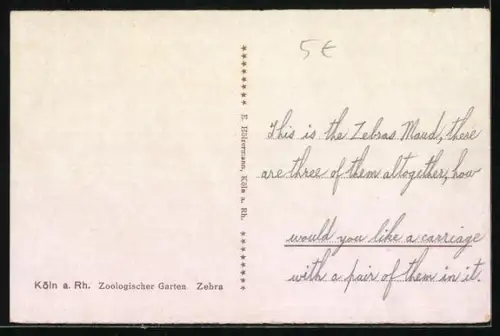 5€
This is the Zebras Maud, there
are three of them altogether, how
would you like a carriage
with a pair of them in it.
E. Hülzermann, Köln a. Rh.
Köln a. Rh. Zoologischer Garten Zebra